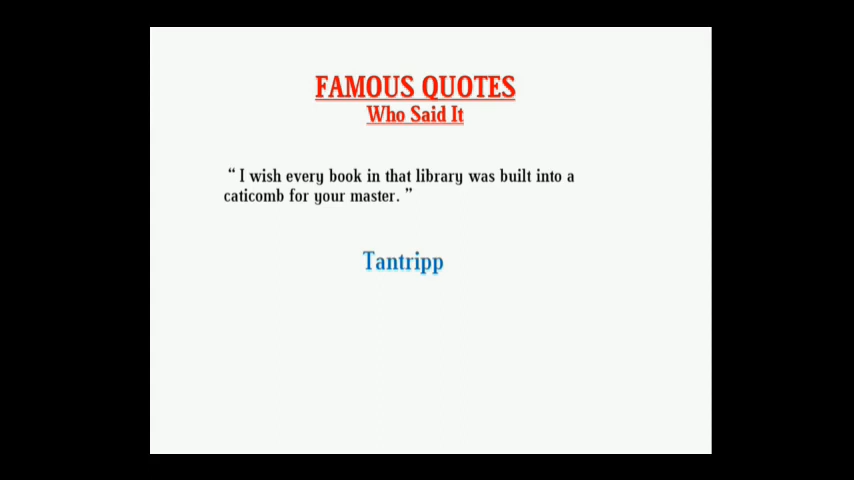 FAMOUS QUOTES
Who Said It
“ I wish every book in that library was built into a
caticomb for your master. ”
Tantripp